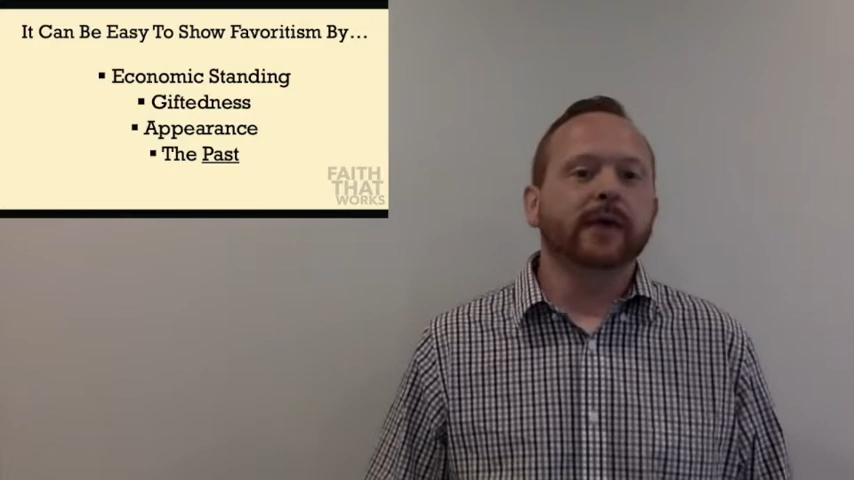 It Can Be Easy To Show Favoritism By…
▪ Economic Standing
▪ Giftedness
▪ Appearance
▪ The Past
FAITH
THAT
WORKS